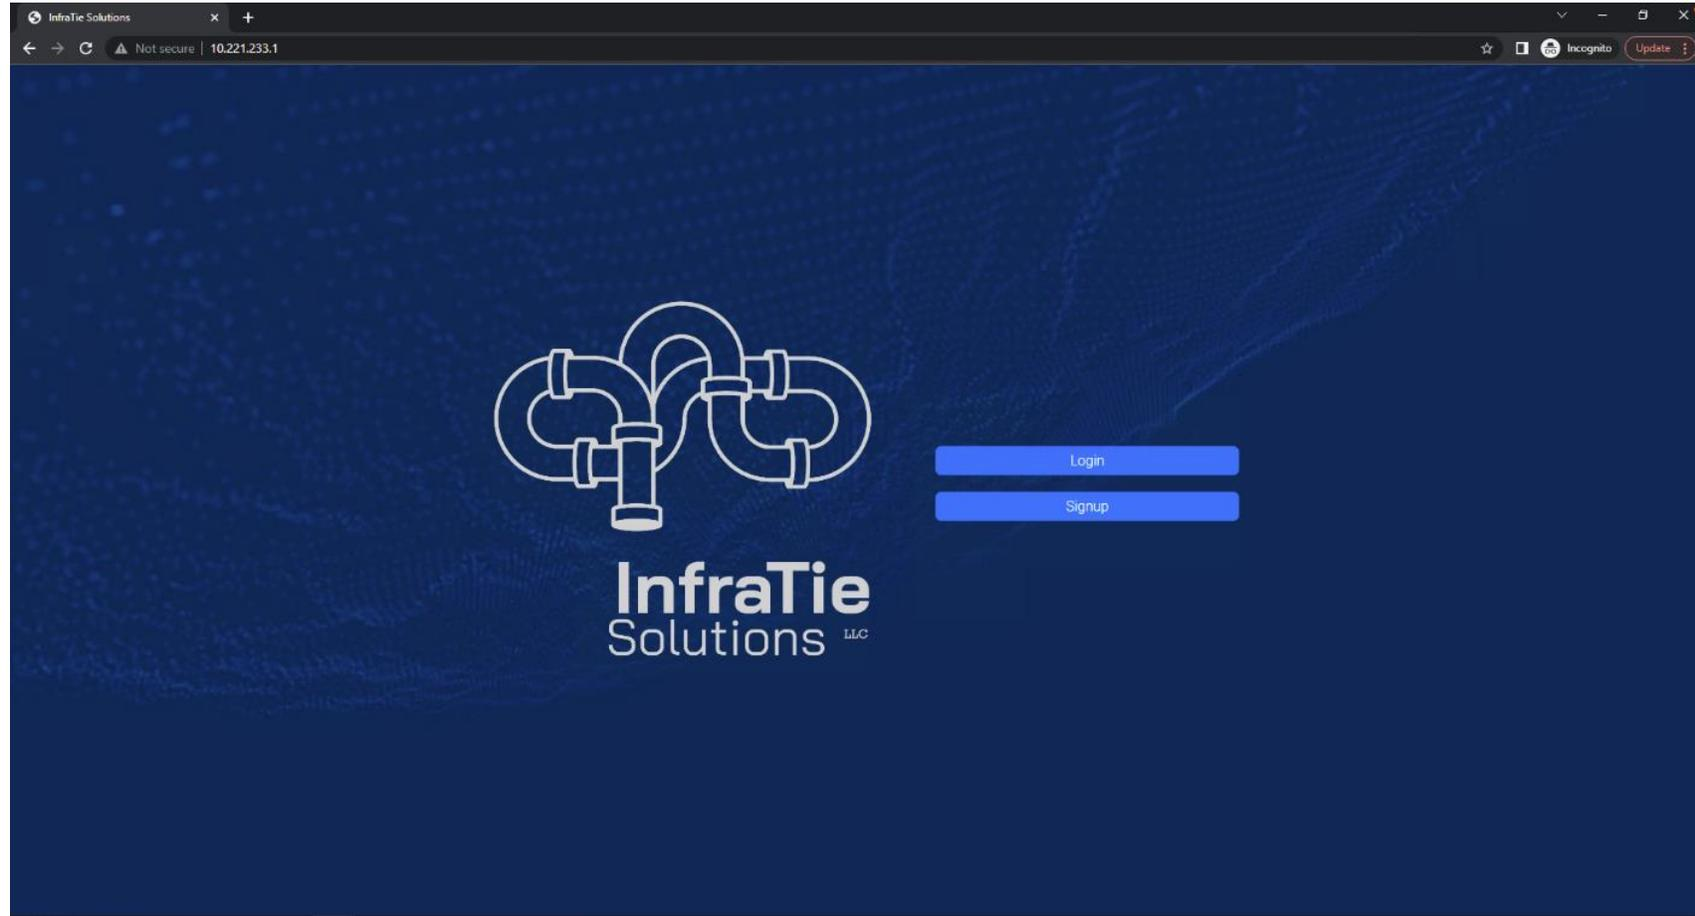 InfraTie Solutions
Not secure | 10.221.233.1
Incognito
Update
Login
Signup
InfraTie
Solutions LLC